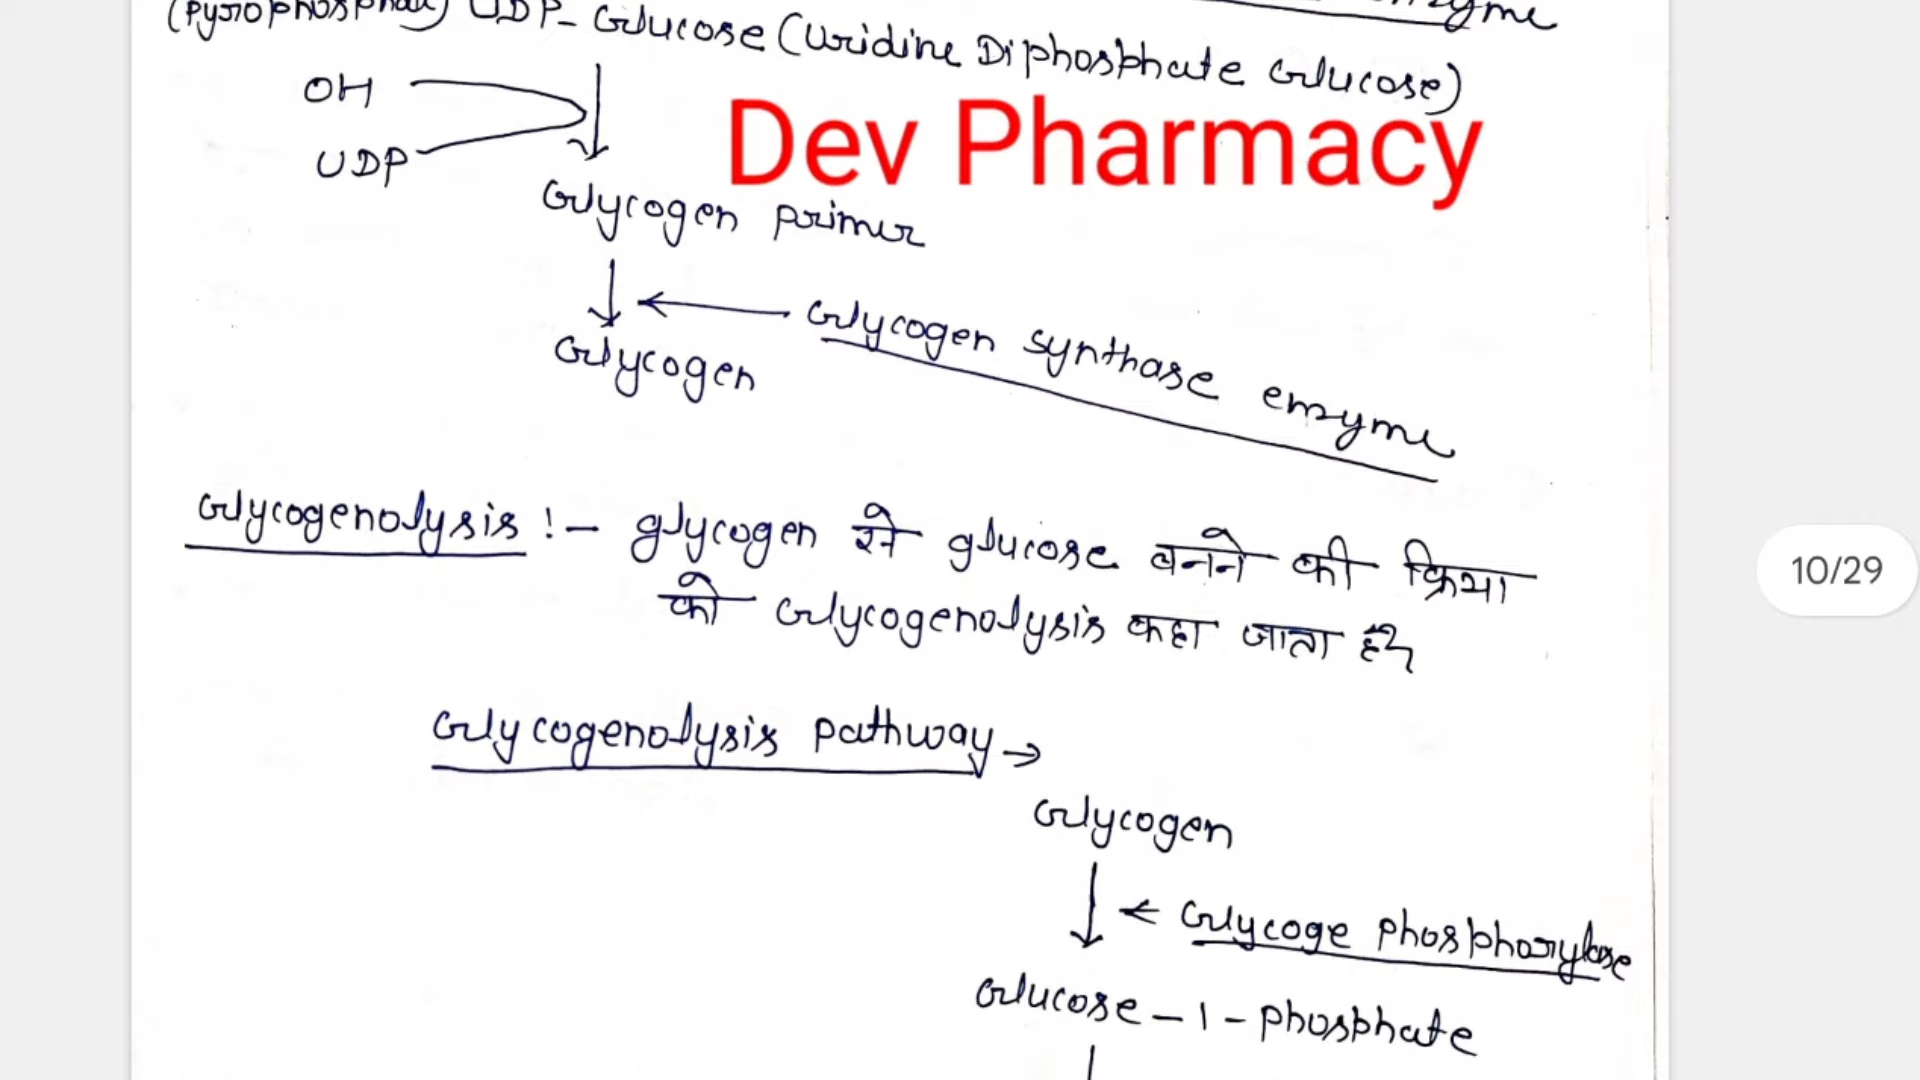 (Pyrophosphate) UDP- Glucose (Uridine Diphosphate Glucose)
OH
UDP
Dev Pharmacy
Glycogen primer
Glycogen synthase enzyme
Glycogen
Glycogenolysis !- glycogen से glucose बनने की क्रिया
को Glycogenolysis कहा जाता है
Glycogenolysis pathway →
Glycogen
← Glycoge phosphorylase
Glucose-1-phosphate
10/29